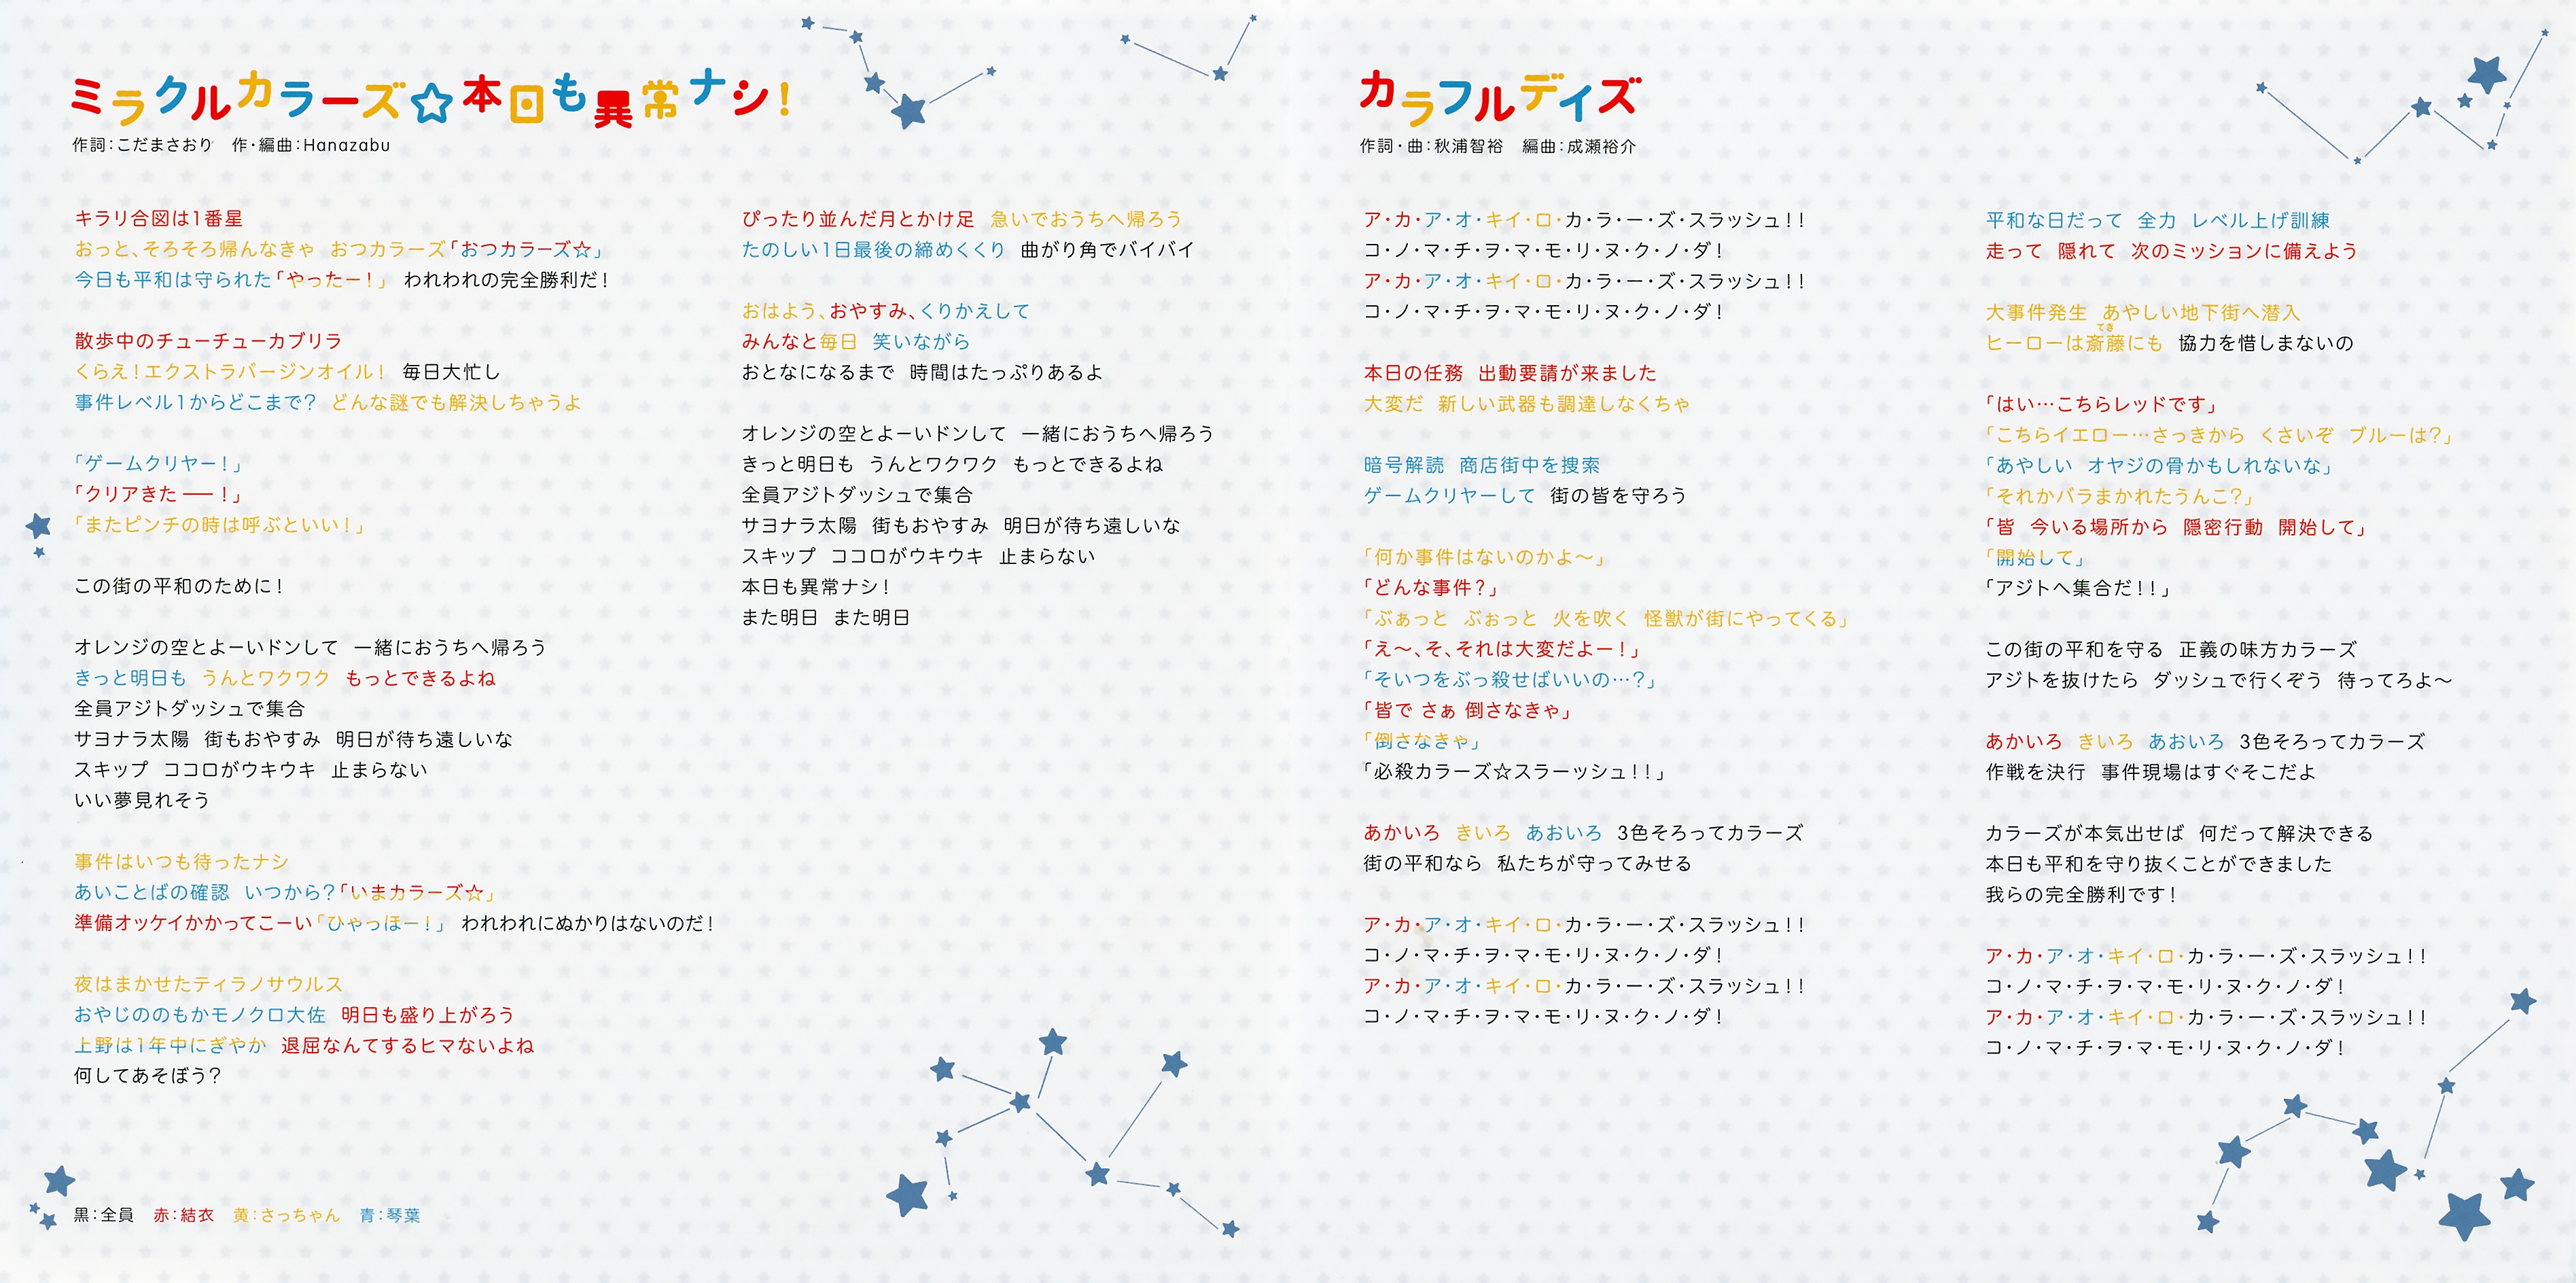 ミラクルカラーズ☆本日も異常ナシ!
作詞:こだまさおり 作・編曲:Hanazabu
キラリ合図は1番星
おっと、そろそろ帰んなきゃ おつカラーズ「おつカラーズ☆」
今日も平和は守られた「やったー!」 われわれの完全勝利だ!
散歩中のチューチューカブリラ
くらえ!エクストラバージンオイル! 毎日大忙し
事件レベル1からどこまで? どんな謎でも解決しちゃうよ
「ゲームクリヤー!」
「クリアきた ── !」
「またピンチの時は呼ぶといい!」
この街の平和のために!
オレンジの空とよーいドンして 一緒におうちへ帰ろう
きっと明日も うんとワクワク もっとできるよね
全員アジトダッシュで集合
サヨナラ太陽 街もおやすみ 明日が待ち遠しいな
スキップ ココロがウキウキ 止まらない
いい夢見れそう
事件はいつも待ったナシ
あいことばの確認 いつから?「いまカラーズ☆」
準備オッケイかかってこーい「ひゃっほー!」 われわれにぬかりはないのだ!
夜はまかせたティラノサウルス
おやじののもかモノクロ大佐 明日も盛り上がろう
上野は1年中にぎやか 退屈なんてするヒマないよね
何してあそぼう?
ぴったり並んだ月とかけ足 急いでおうちへ帰ろう
たのしい1日最後の締めくくり 曲がり角でバイバイ
おはよう、おやすみ、くりかえして
みんなと毎日 笑いながら
おとなになるまで 時間はたっぷりあるよ
オレンジの空とよーいドンして 一緒におうちへ帰ろう
きっと明日も うんとワクワク もっとできるよね
全員アジトダッシュで集合
サヨナラ太陽 街もおやすみ 明日が待ち遠しいな
スキップ ココロがウキウキ 止まらない
本日も異常ナシ!
また明日 また明日
黒:全員 赤:結衣 黄:さっちゃん 青:琴葉
カラフルデイズ
作詞・曲:秋浦智裕 編曲:成瀬裕介
ア・カ・ア・オ・キイ・ロ・カ・ラ・ー・ズ・スラッシュ!!
コ・ノ・マ・チ・ヲ・マ・モ・リ・ヌ・ク・ノ・ダ!
ア・カ・ア・オ・キイ・ロ・カ・ラ・ー・ズ・スラッシュ!!
コ・ノ・マ・チ・ヲ・マ・モ・リ・ヌ・ク・ノ・ダ!
本日の任務 出動要請が来ました
大変だ 新しい武器も調達しなくちゃ
暗号解読 商店街中を捜索
ゲームクリヤーして 街の皆を守ろう
「何か事件はないのかよ〜」
「どんな事件?」
「ぶぁっと ぶぉっと 火を吹く 怪獣が街にやってくる」
「え〜、そ、それは大変だよー!」
「そいつをぶっ殺せばいいの…?」
「皆で さぁ 倒さなきゃ」
「倒さなきゃ」
「必殺カラーズ☆スラーッシュ!!」
あかいろ きいろ あおいろ 3色そろってカラーズ
街の平和なら 私たちが守ってみせる
ア・カ・ア・オ・キイ・ロ・カ・ラ・ー・ズ・スラッシュ!!
コ・ノ・マ・チ・ヲ・マ・モ・リ・ヌ・ク・ノ・ダ!
ア・カ・ア・オ・キイ・ロ・カ・ラ・ー・ズ・スラッシュ!!
コ・ノ・マ・チ・ヲ・マ・モ・リ・ヌ・ク・ノ・ダ!
平和な日だって 全力 レベル上げ訓練
走って 隠れて 次のミッションに備えよう
大事件発生 あやしい地下街へ潜入
てき
ヒーローは斎藤にも 協力を惜しまないの
「はい…こちらレッドです」
「こちらイエロー…さっきから くさいぞ ブルーは?」
「あやしい オヤジの骨かもしれないな」
「それかバラまかれたうんこ?」
「皆 今いる場所から 隠密行動 開始して」
「開始して」
「アジトへ集合だ!!」
この街の平和を守る 正義の味方カラーズ
アジトを抜けたら ダッシュで行くぞう 待ってろよ〜
あかいろ きいろ あおいろ 3色そろってカラーズ
作戦を決行 事件現場はすぐそこだよ
カラーズが本気出せば 何だって解決できる
本日も平和を守り抜くことができました
我らの完全勝利です!
ア・カ・ア・オ・キイ・ロ・カ・ラ・ー・ズ・スラッシュ!!
コ・ノ・マ・チ・ヲ・マ・モ・リ・ヌ・ク・ノ・ダ!
ア・カ・ア・オ・キイ・ロ・カ・ラ・ー・ズ・スラッシュ!!
コ・ノ・マ・チ・ヲ・マ・モ・リ・ヌ・ク・ノ・ダ!